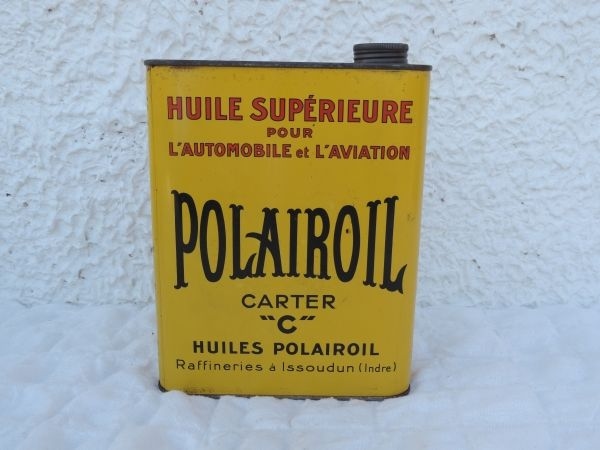 HUILE SUPÉRIEURE
POUR
L'AUTOMOBILE et L'AVIATION
POLAIROIL
CARTER
"C"
HUILES POLAIROIL
Raffineries à Issoudun (Indre)